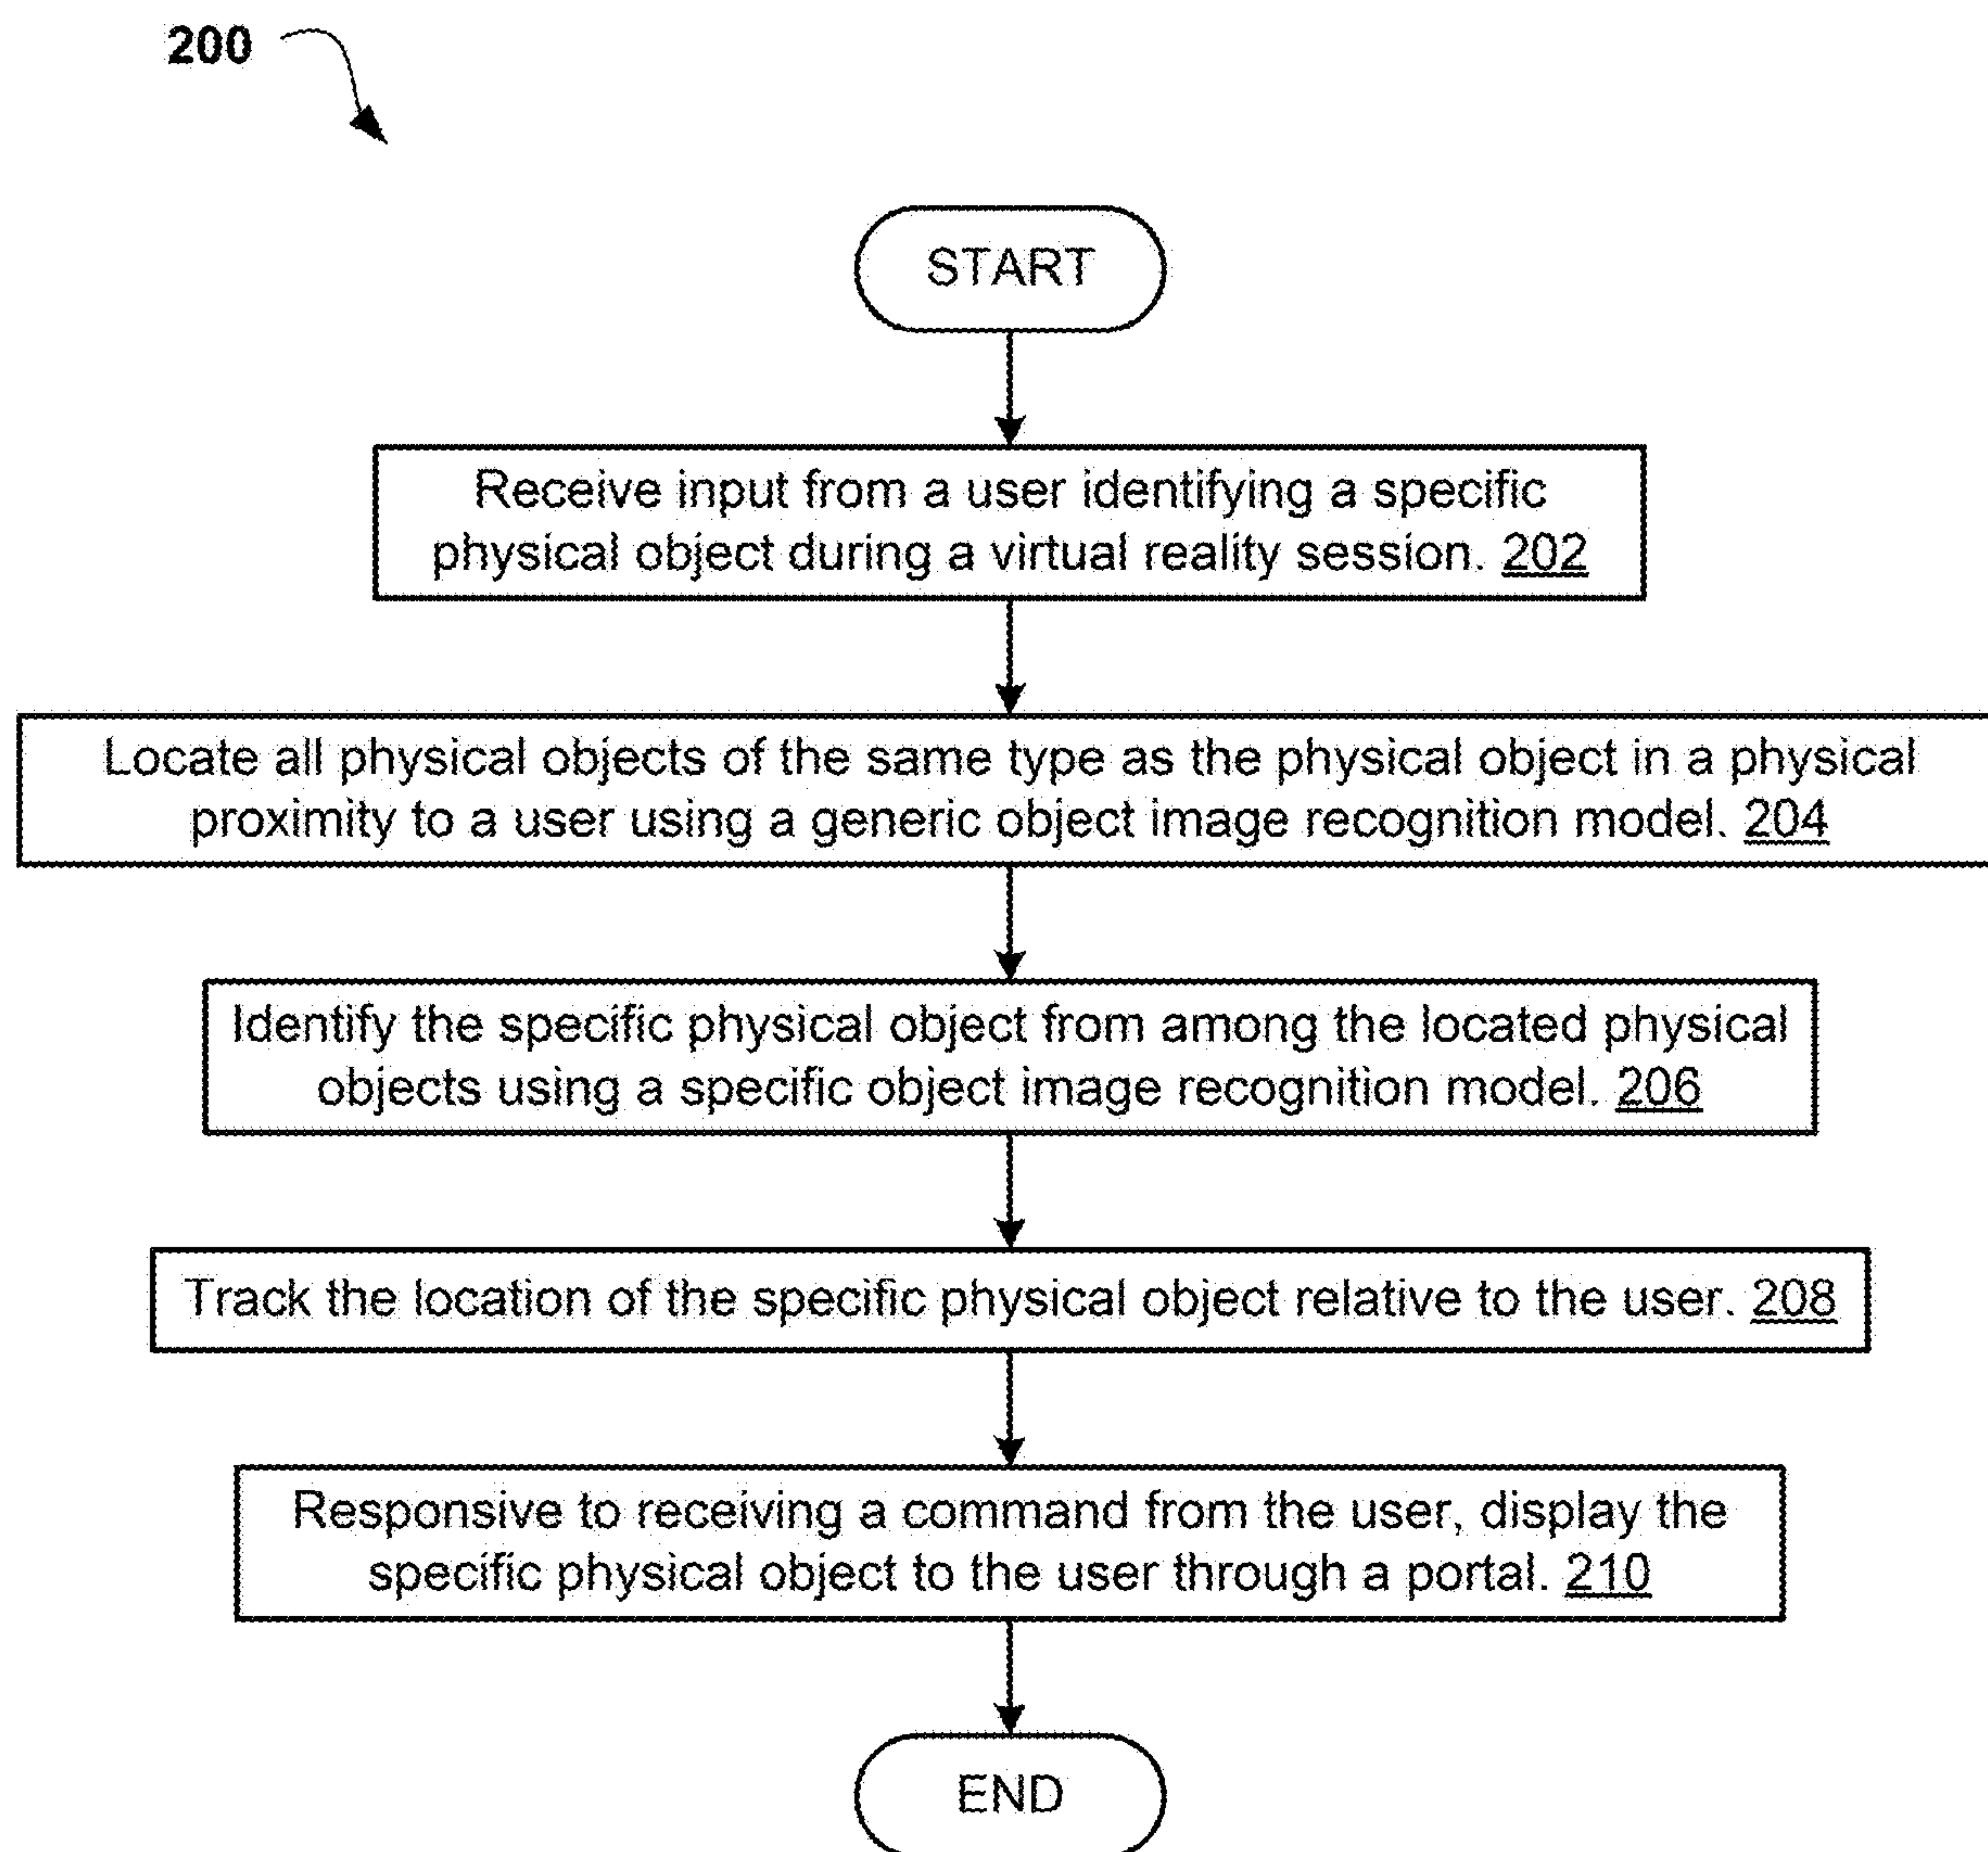 200
START
Receive input from a user identifying a specific
physical object during a virtual reality session. 202
Locate all physical objects of the same type as the physical object in a physical
proximity to a user using a generic object image recognition model. 204
Identify the specific physical object from among the located physical
objects using a specific object image recognition model. 206
Track the location of the specific physical object relative to the user. 208
Responsive to receiving a command from the user, display the
specific physical object to the user through a portal. 210
END